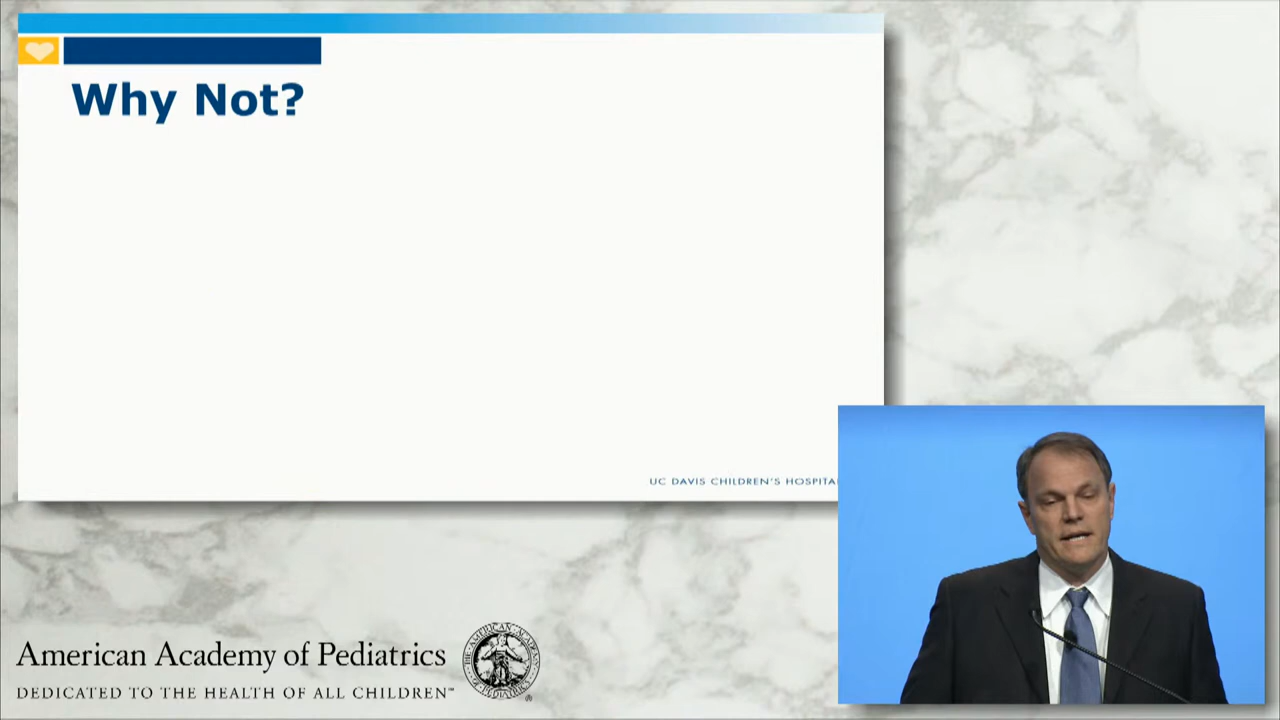 Why Not?
UC DAVIS CHILDREN'S HOSPITA
American Academy of Pediatrics
DEDICATED TO THE HEALTH OF ALL CHILDREN™
®